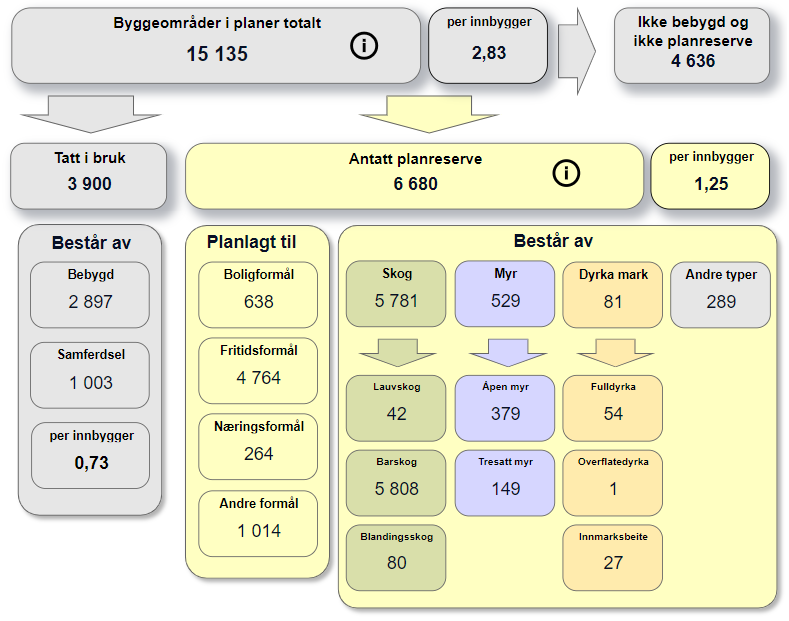 Byggeområder i planer totalt
15 135
per innbygger
2,83
Ikke bebygd og
ikke planreserve
4 636
Tatt i bruk
3 900
Antatt planreserve
6 680
per innbygger
1,25
Består av
Bebygd
2 897
Samferdsel
1 003
per innbygger
0,73
Planlagt til
Boligformål
638
Fritidsformål
4 764
Næringsformål
264
Andre formål
1 014
Består av
Skog
5 781
Myr
529
Dyrka mark
81
Andre typer
289
Lauvskog
42
Åpen myr
379
Fulldyrka
54
Barskog
5 808
Tresatt myr
149
Overflatedyrka
1
Blandingsskog
80
Innmarksbeite
27